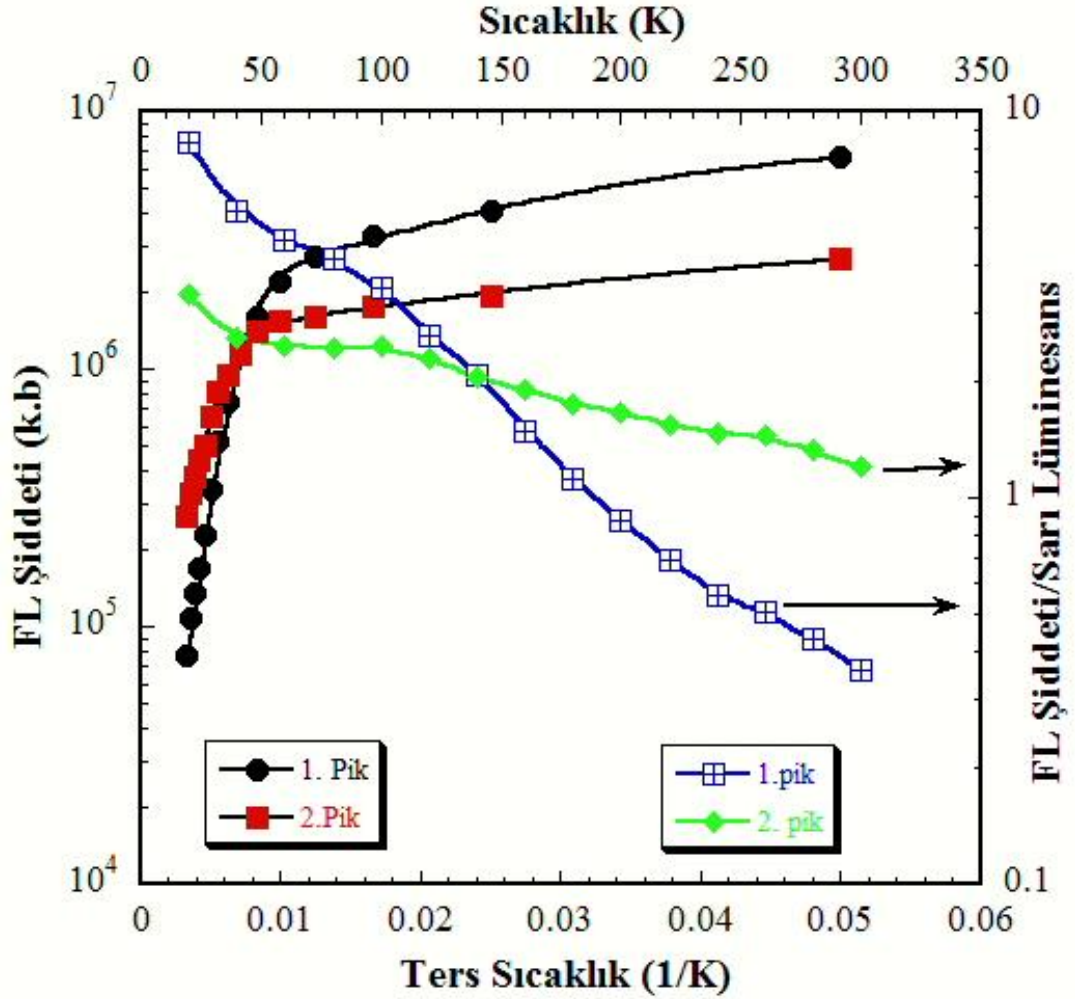 Sıcaklık (K)
0 50 100 150 200 250 300 350
10^7 10
FL Şiddeti (k.b)
10^6
1
10^5
10^4 0.1
FL Şiddeti/Sarı Lüminesans
1. Pik
2.Pik
1.pik
2. pik
0 0.01 0.02 0.03 0.04 0.05 0.06
Ters Sıcaklık (1/K)